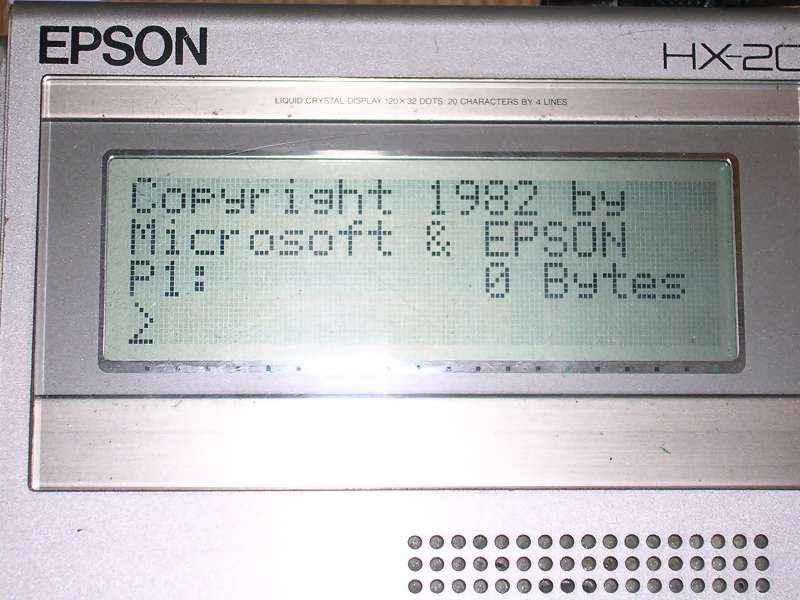 EPSON
HX-20
LIQUID CRYSTAL DISPLAY 120 × 32 DOTS: 20 CHARACTERS BY 4 LINES
Copyright 1982 by
Microsoft & EPSON
P1: 0 Bytes
>